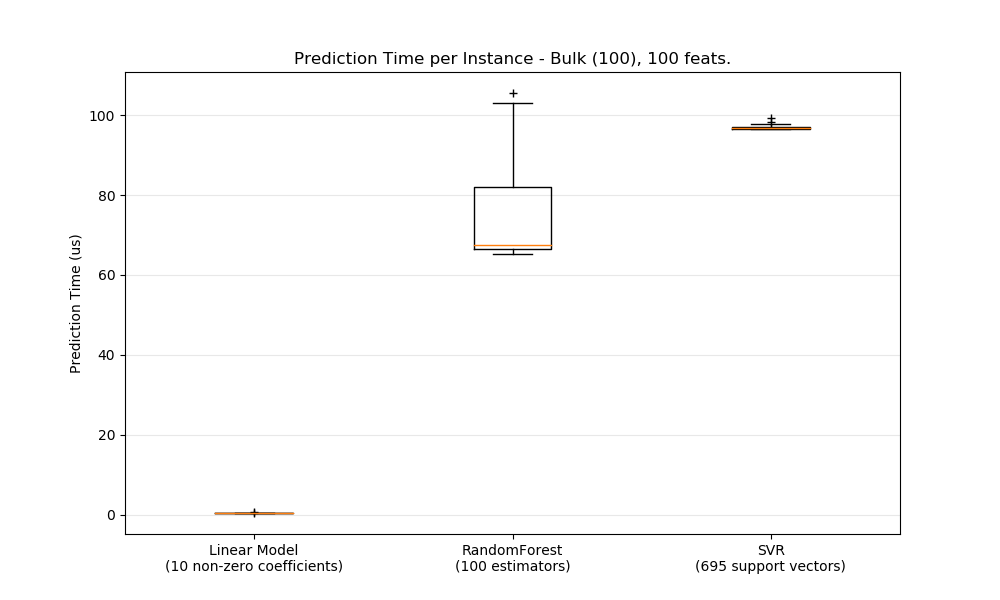 Prediction Time per Instance - Bulk (100), 100 feats.
Prediction Time (us)
100
80
60
40
20
0
Linear Model
(10 non-zero coefficients)
RandomForest
(100 estimators)
SVR
(695 support vectors)